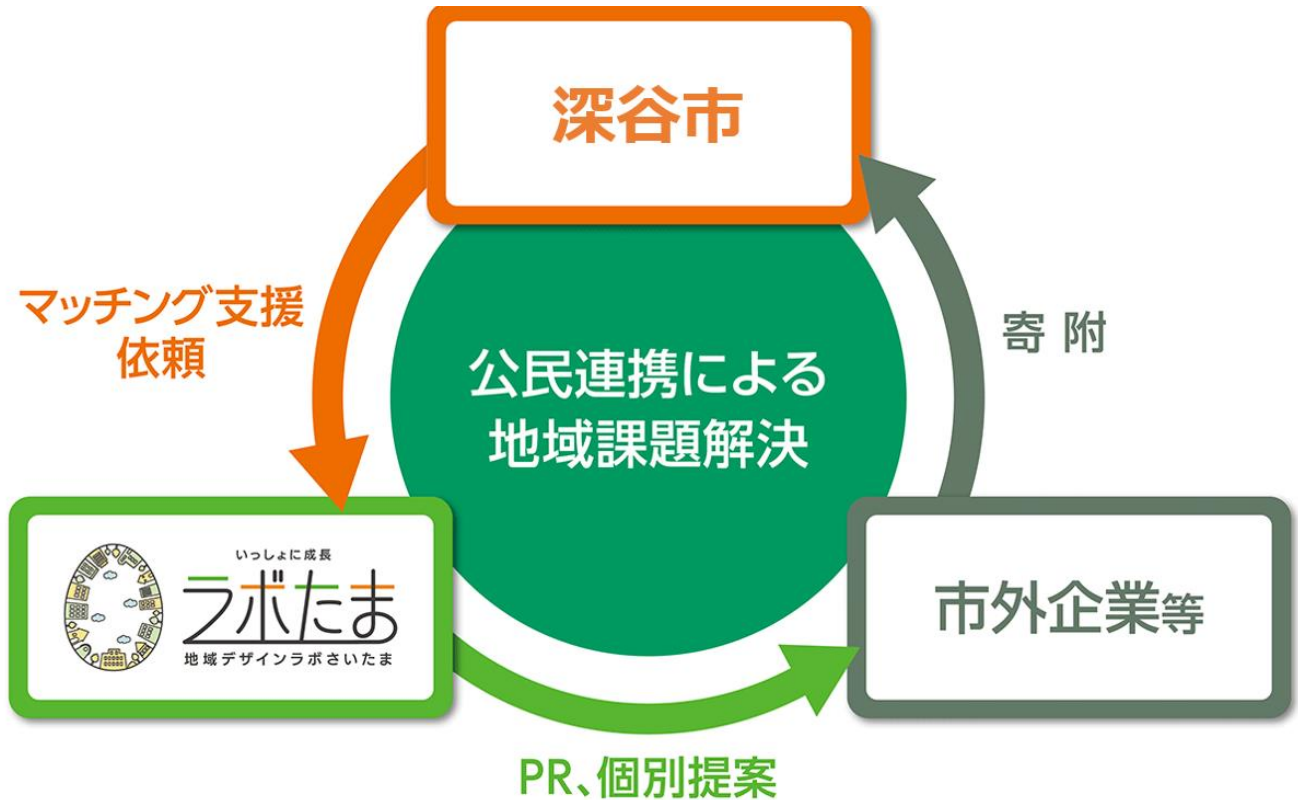 深谷市
マッチング支援
依頼
寄 附
公民連携による
地域課題解決
いっしょに成長
ラボたま
地域デザインラボさいたま
市外企業等
PR、個別提案